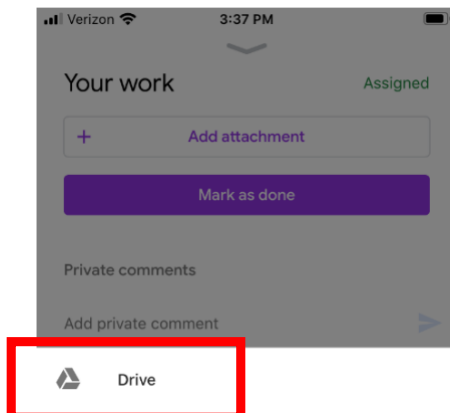 Verizon 3:37 PM
Your work Assigned
+ Add attachment
Mark as done
Private comments
Add private comment
Drive